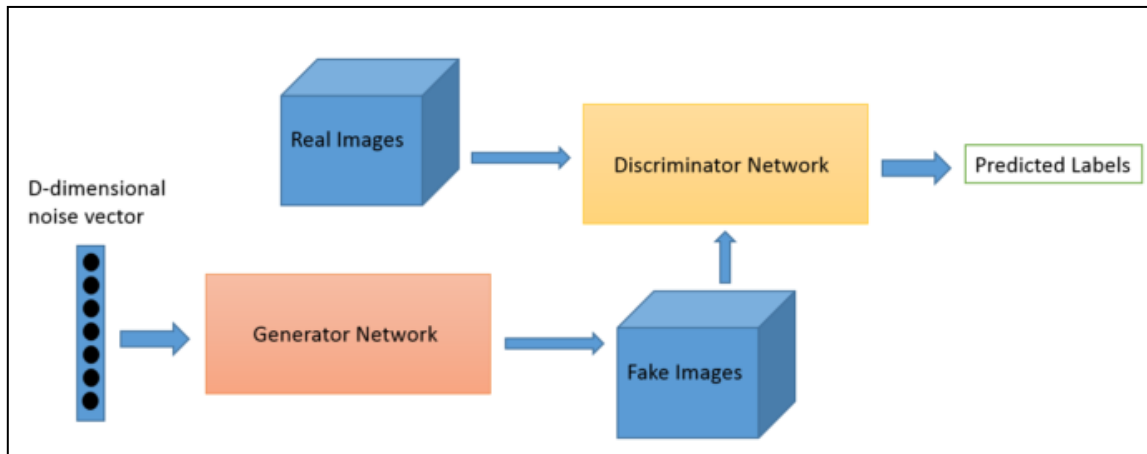 Real Images
Discriminator Network
Predicted Labels
D-dimensional
noise vector
Generator Network
Fake Images